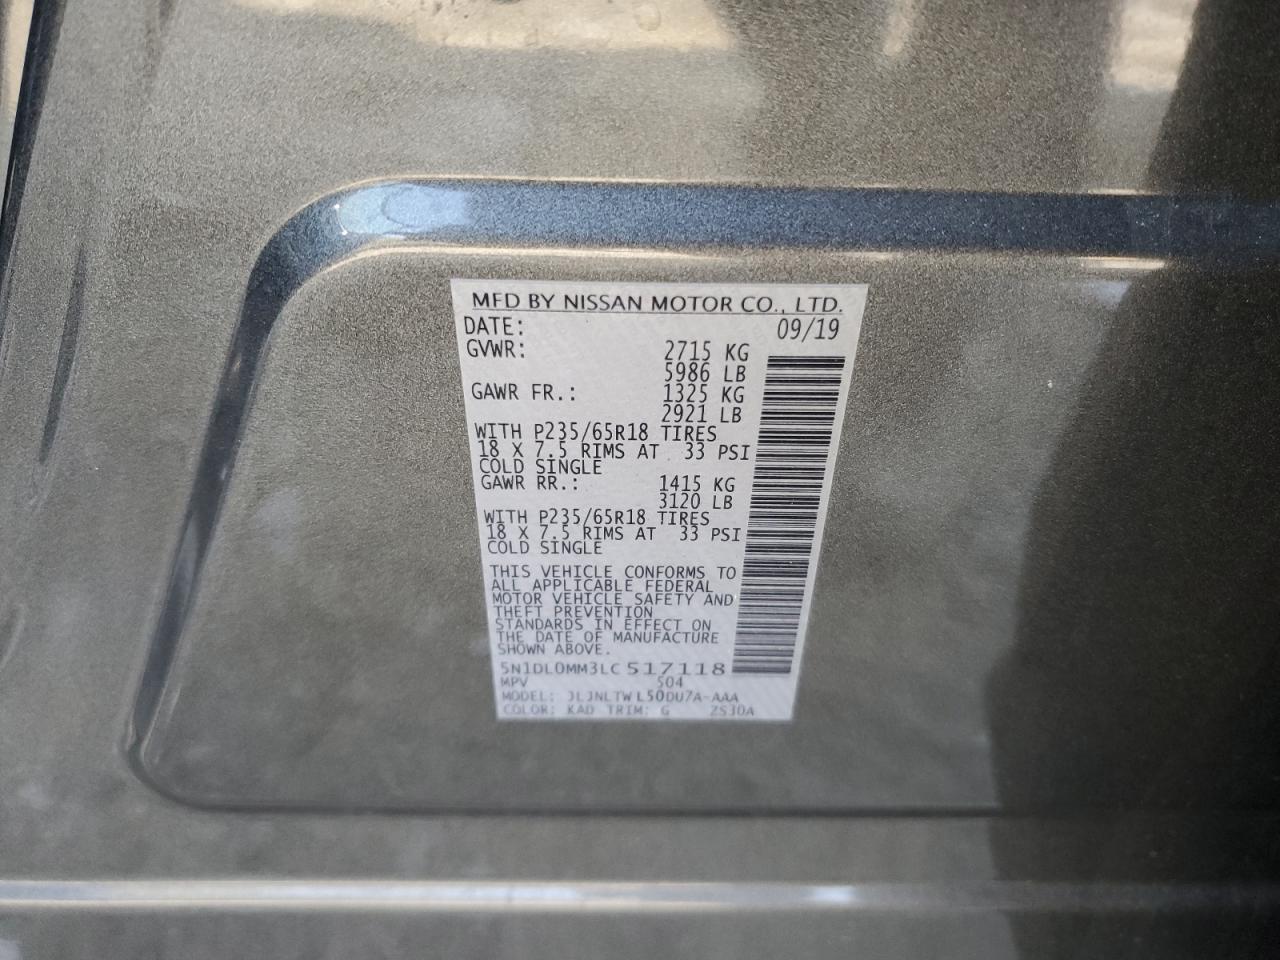 MFD BY NISSAN MOTOR CO., LTD.
DATE: 09/19
GVWR: 2715 KG
5986 LB
GAWR FR.: 1325 KG
2921 LB
WITH P235/65R18 TIRES
18 X 7.5 RIMS AT 33 PSI
COLD SINGLE
GAWR RR.: 1415 KG
3120 LB
WITH P235/65R18 TIRES
18 X 7.5 RIMS AT 33 PSI
COLD SINGLE
THIS VEHICLE CONFORMS TO
ALL APPLICABLE FEDERAL
MOTOR VEHICLE SAFETY AND
THEFT PREVENTION
STANDARDS IN EFFECT ON
THE DATE OF MANUFACTURE
SHOWN ABOVE.
5N1DL0MM3LC517118
MPV 504
MODEL: JLJNLTWL50DU7A-AAA
COLOR: KAD TRIM: G ZS30A